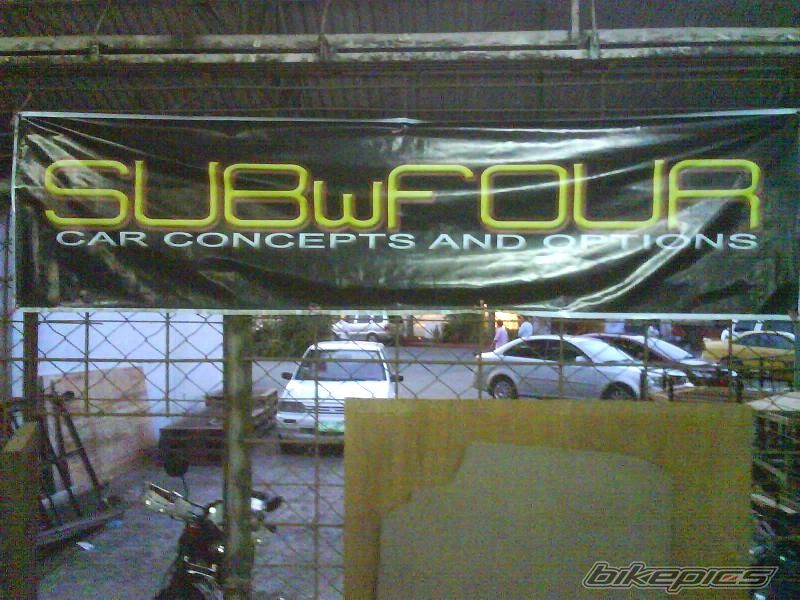 SUBwFOUR
CAR CONCEPTS AND OPTIONS
bikepics